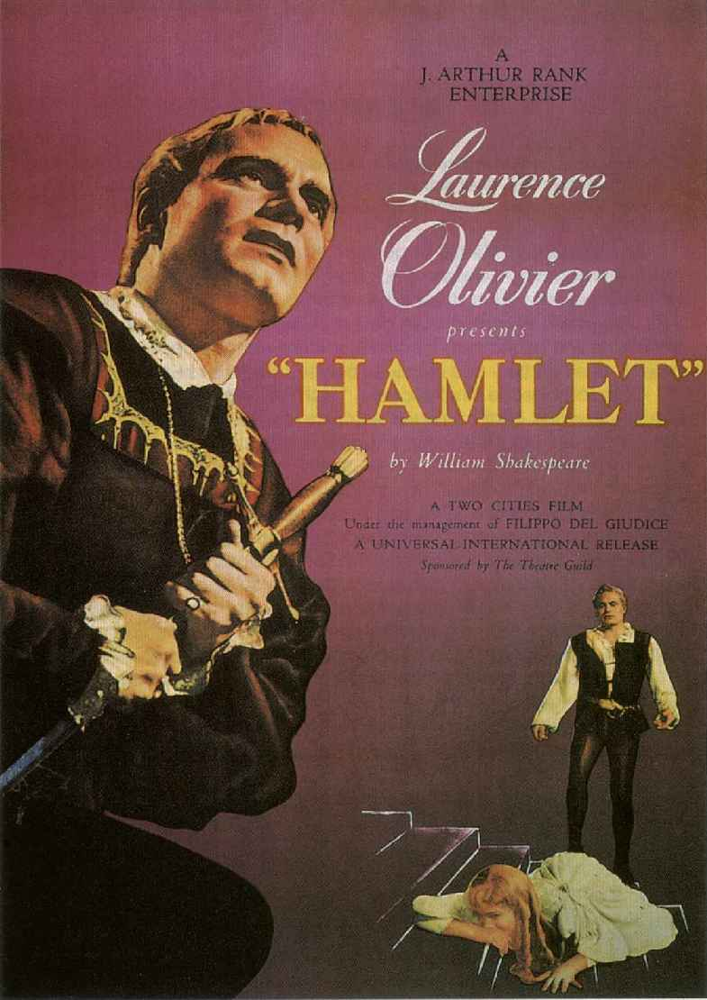 A
J. ARTHUR RANK
ENTERPRISE
Laurence
Olivier
presents
“HAMLET”
by William Shakespeare
A TWO CITIES FILM
Under the management of FILIPPO DEL GIUDICE
A UNIVERSAL-INTERNATIONAL RELEASE
Sponsored by The Theatre Guild